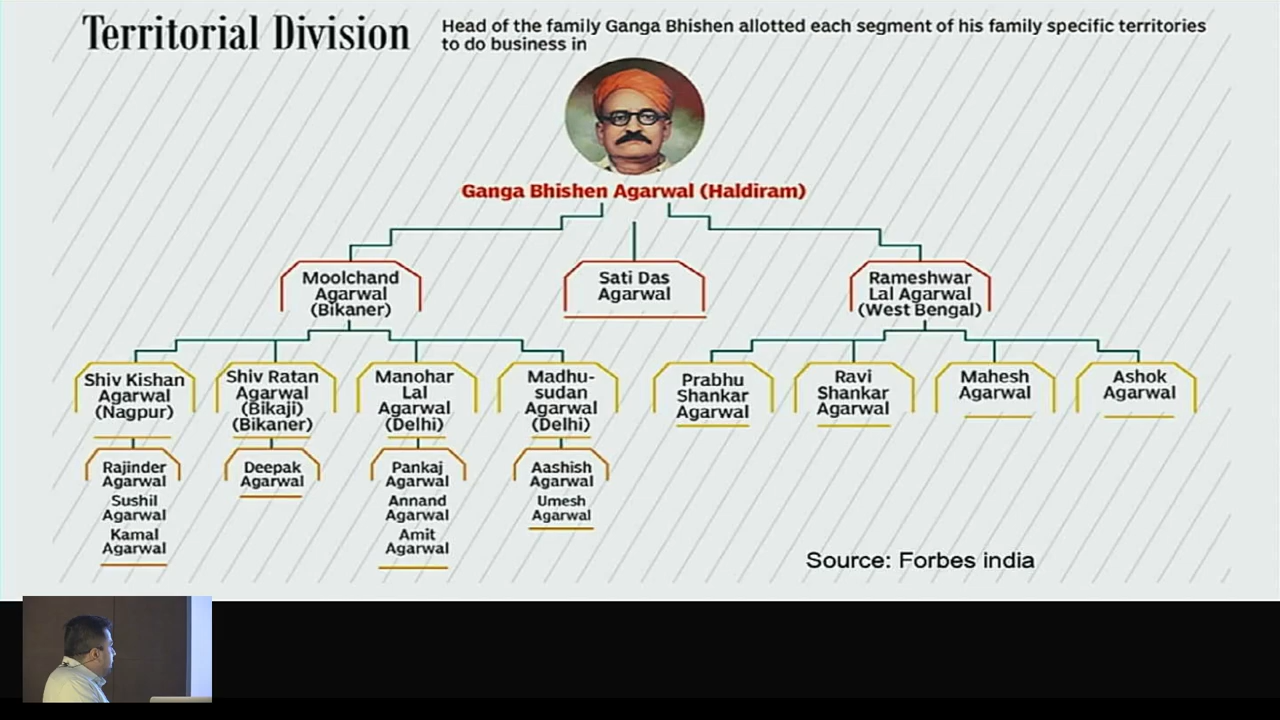 Territorial Division
Head of the family Ganga Bhishen allotted each segment of his family specific territories
to do business in
Ganga Bhishen Agarwal (Haldiram)
Moolchand
Agarwal
(Bikaner)
Sati Das
Agarwal
Rameshwar
Lal Agarwal
(West Bengal)
Shiv Kishan
Agarwal
(Nagpur)
Shiv Ratan
Agarwal
(Bikaji)
(Bikaner)
Manohar
Lal
Agarwal
(Delhi)
Madhu-
sudan
Agarwal
(Delhi)
Prabhu
Shankar
Agarwal
Ravi
Shankar
Agarwal
Mahesh
Agarwal
Ashok
Agarwal
Rajinder
Agarwal
Sushil
Agarwal
Kamal
Agarwal
Deepak
Agarwal
Pankaj
Agarwal
Annand
Agarwal
Amit
Agarwal
Aashish
Agarwal
Umesh
Agarwal
Source: Forbes india